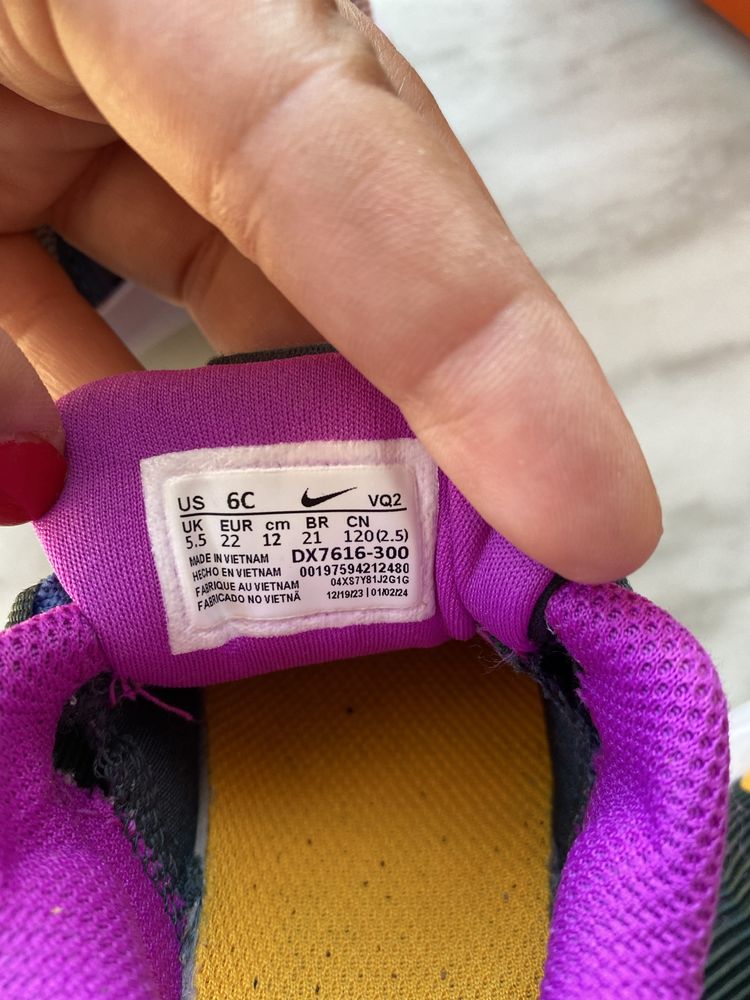 US 6C VQ2
UK EUR cm BR CN
5.5 22 12 21 120(2.5)
MADE IN VIETNAM DX7616-300
HECHO EN VIETNAM 00197594212480
FABRIQUE AU VIETNAM 04XS7Y81J2G1G
FABRICADO NO VIETNÃ 12/19/23 | 01/02/24